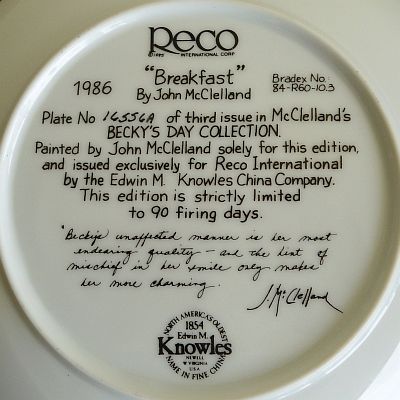 Reco
©1985 INTERNATIONAL CORP.
1986
"Breakfast"
By John McClelland
Bradex No:
84-R60-10.3
Plate No 16556A of third issue in McClelland's
BECKY'S DAY COLLECTION.
Painted by John McClelland solely for this edition,
and issued exclusively for Reco International
by the Edwin M. Knowles China Company.
This edition is strictly limited
to 90 firing days.
"Becky's unaffected manner is her most
endearing quality - and the hint of
mischief in her smile only makes
her more charming.
J. McClelland
NORTH AMERICA'S OLDEST
1854
Edwin M.
Knowles
NEWELL
W VIRGINIA
USA
NAME IN FINE CHINA